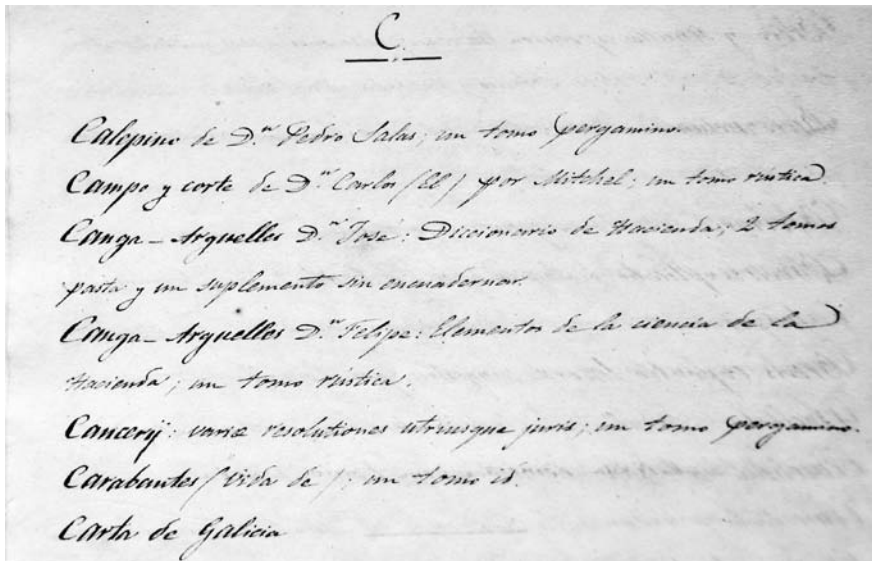 C.
Calepino de D.n Pedro Salas; un tomo pergamino.
Campo y corte de D.n Carlos (El) por Mitchel; un tomo rústica.
Canga-Arguelles D.n José: Diccionario de Hacienda; 2 tomos
pasta y un suplemento sin encuadernar.
Canga-Arguelles D.n Felipe: Elementos de la ciencia de la
Hacienda; un tomo rústica.
Cancerij: variæ resolutiones utriusque juris; un tomo pergamino.
Carabantes (Vida de): un tomo id.
Carta de Galicia